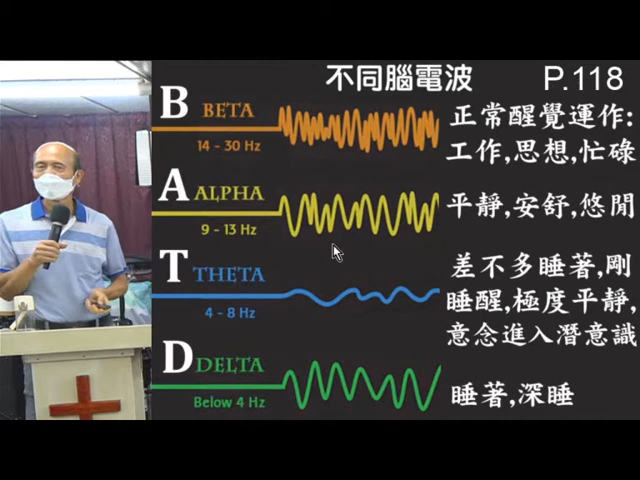 不同腦電波
P.118
B BETA
14 - 30 Hz
正常醒覺運作:
工作,思想,忙碌
A ALPHA
9 - 13 Hz
平靜,安舒,悠閒
T THETA
4 - 8 Hz
差不多睡著,剛
睡醒,極度平靜,
意念進入潛意識
D DELTA
Below 4 Hz
睡著,深睡